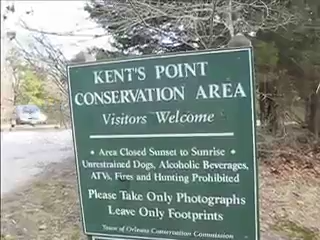 KENT'S POINT
CONSERVATION AREA
Visitors Welcome
• Area Closed Sunset to Sunrise •
Unrestrained Dogs, Alcoholic Beverages,
ATVs, Fires and Hunting Prohibited
Please Take Only Photographs
Leave Only Footprints
Town of Orleans Conservation Commission